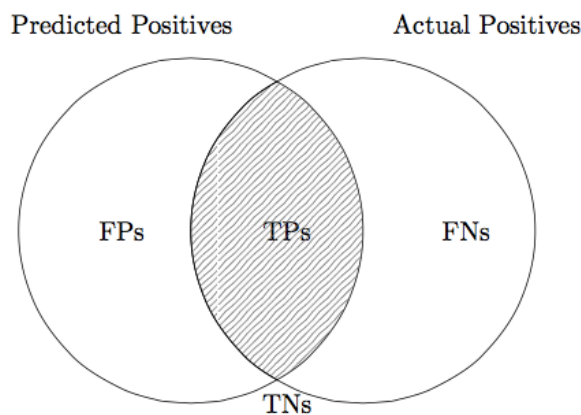 Predicted Positives
Actual Positives
FPs
TPs
FNs
TNs